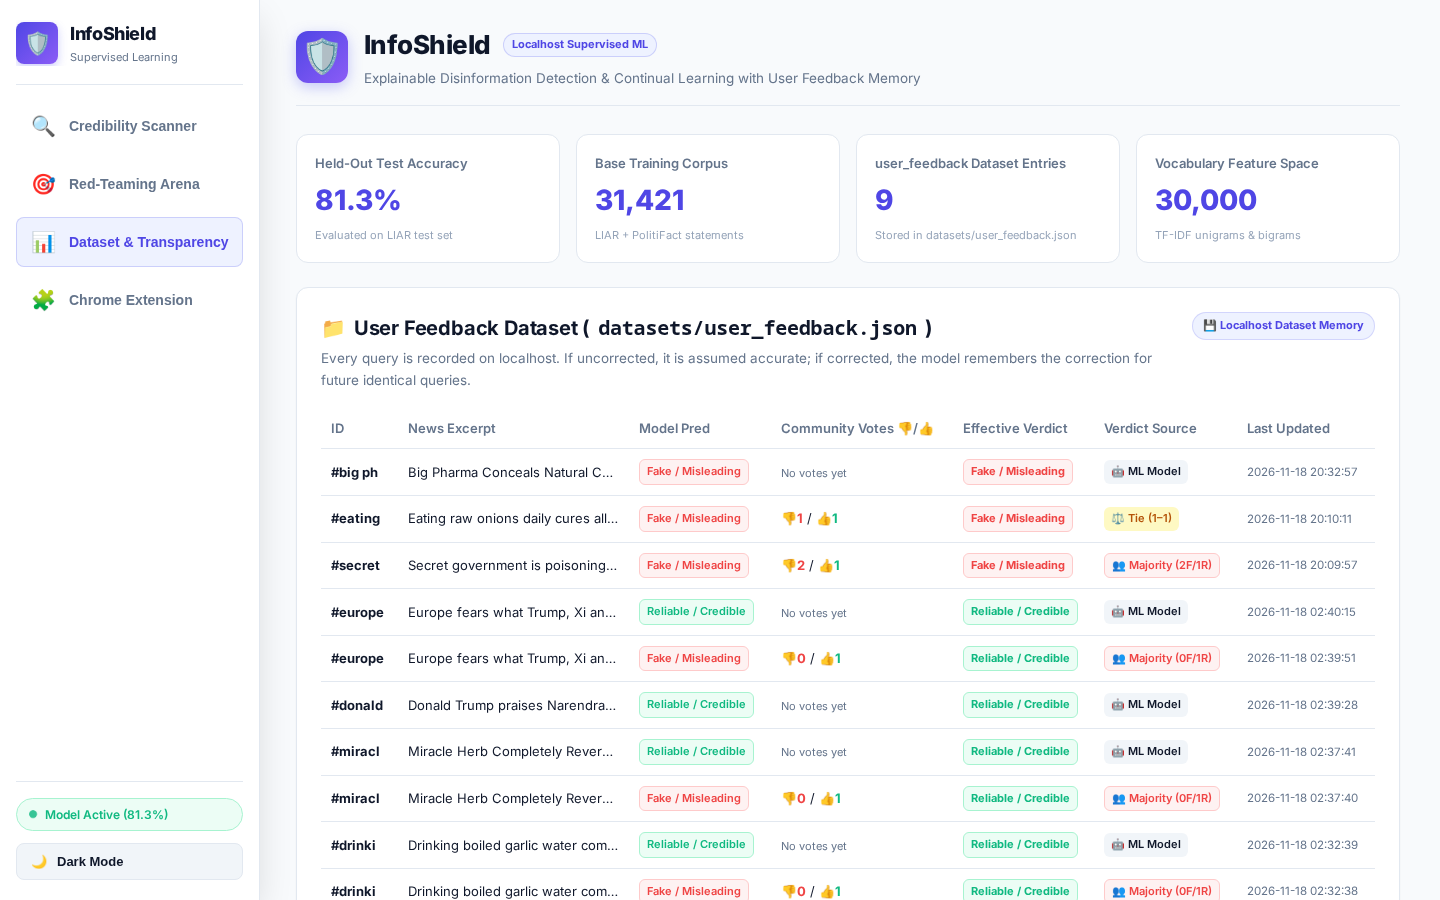 InfoShield
Supervised Learning
🔍 Credibility Scanner
🎯 Red-Teaming Arena
📊 Dataset & Transparency
🧩 Chrome Extension
Model Active (81.3%)
🌙 Dark Mode
InfoShield Localhost Supervised ML
Explainable Disinformation Detection & Continual Learning with User Feedback Memory
Held-Out Test Accuracy
81.3%
Evaluated on LIAR test set
Base Training Corpus
31,421
LIAR + PolitiFact statements
user_feedback Dataset Entries
9
Stored in datasets/user_feedback.json
Vocabulary Feature Space
30,000
TF-IDF unigrams & bigrams
📁 User Feedback Dataset ( datasets/user_feedback.json )
💾 Localhost Dataset Memory
Every query is recorded on localhost. If uncorrected, it is assumed accurate; if corrected, the model remembers the correction for
future identical queries.
ID News Excerpt Model Pred Community Votes 👎/👍 Effective Verdict Verdict Source Last Updated
#big ph Big Pharma Conceals Natural C... Fake / Misleading No votes yet Fake / Misleading 🤖 ML Model 2026-11-18 20:32:57
#eating Eating raw onions daily cures all... Fake / Misleading 👎1 / 👍1 Fake / Misleading ⚖️ Tie (1–1) 2026-11-18 20:10:11
#secret Secret government is poisoning... Fake / Misleading 👎2 / 👍1 Fake / Misleading 👥 Majority (2F/1R) 2026-11-18 20:09:57
#europe Europe fears what Trump, Xi an... Reliable / Credible No votes yet Reliable / Credible 🤖 ML Model 2026-11-18 02:40:15
#europe Europe fears what Trump, Xi an... Fake / Misleading 👎0 / 👍1 Reliable / Credible 👥 Majority (0F/1R) 2026-11-18 02:39:51
#donald Donald Trump praises Narendra... Reliable / Credible No votes yet Reliable / Credible 🤖 ML Model 2026-11-18 02:39:28
#miracl Miracle Herb Completely Rever... Reliable / Credible No votes yet Reliable / Credible 🤖 ML Model 2026-11-18 02:37:41
#miracl Miracle Herb Completely Rever... Fake / Misleading 👎0 / 👍1 Reliable / Credible 👥 Majority (0F/1R) 2026-11-18 02:37:40
#drinki Drinking boiled garlic water com... Reliable / Credible No votes yet Reliable / Credible 🤖 ML Model 2026-11-18 02:32:39
#drinki Drinking boiled garlic water com... Fake / Misleading 👎0 / 👍1 Reliable / Credible 👥 Majority (0F/1R) 2026-11-18 02:32:38